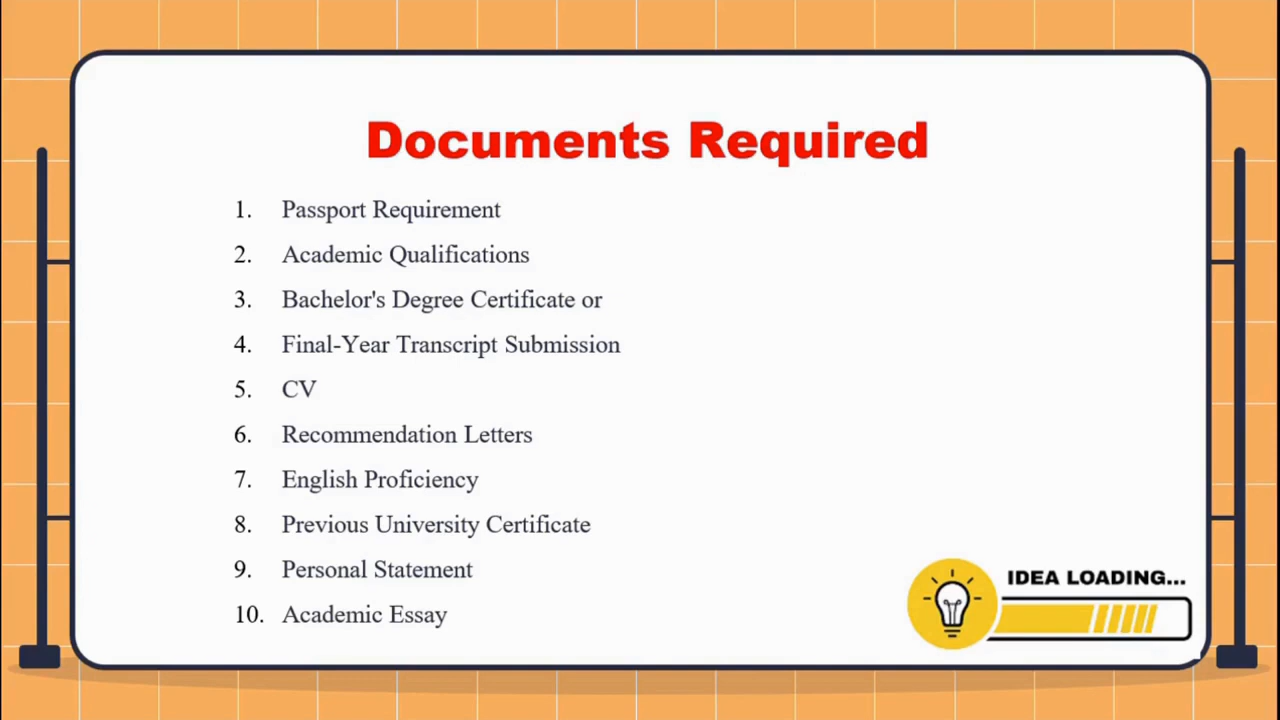 Documents Required
1. Passport Requirement
2. Academic Qualifications
3. Bachelor's Degree Certificate or
4. Final-Year Transcript Submission
5. CV
6. Recommendation Letters
7. English Proficiency
8. Previous University Certificate
9. Personal Statement
10. Academic Essay
IDEA LOADING...